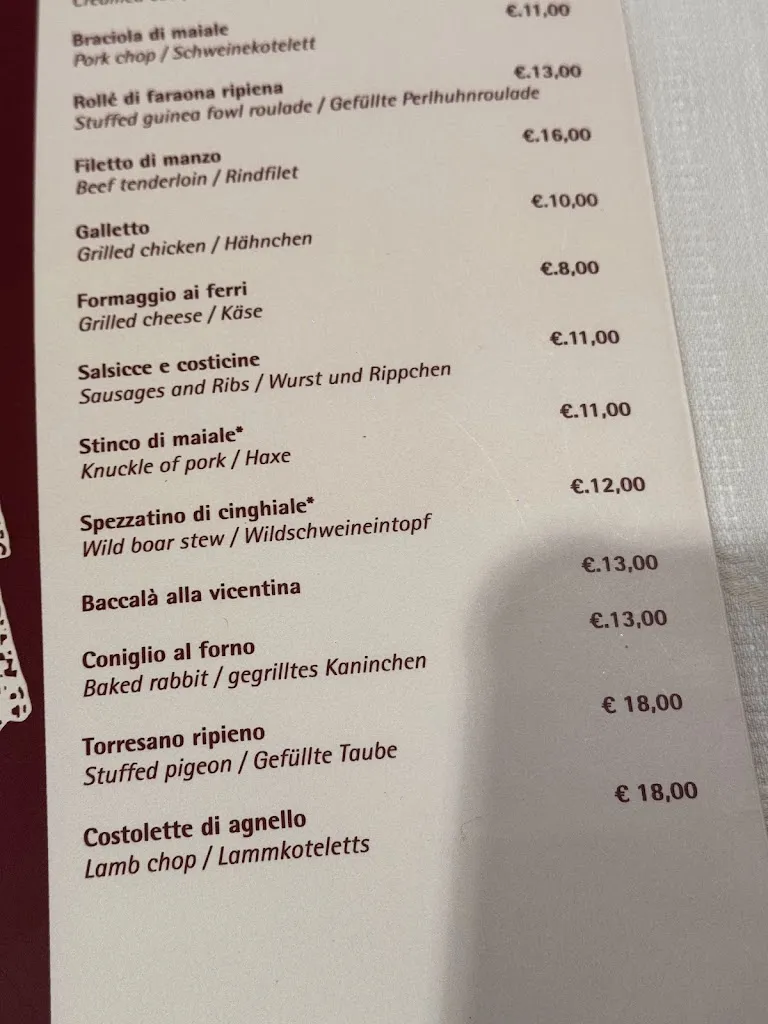 Braciola di maiale €.11,00
Pork chop / Schweinekotelett
Rollé di faraona ripiena €.13,00
Stuffed guinea fowl roulade / Gefüllte Perlhuhnroulade
Filetto di manzo €.16,00
Beef tenderloin / Rindfilet
Galletto €.10,00
Grilled chicken / Hähnchen
Formaggio ai ferri €.8,00
Grilled cheese / Käse
Salsicce e costicine €.11,00
Sausages and Ribs / Wurst und Rippchen
Stinco di maiale* €.11,00
Knuckle of pork / Haxe
Spezzatino di cinghiale* €.12,00
Wild boar stew / Wildschweineintopf
Baccalà alla vicentina €.13,00
Coniglio al forno €.13,00
Baked rabbit / gegrilltes Kaninchen
Torresano ripieno € 18,00
Stuffed pigeon / Gefüllte Taube
Costolette di agnello € 18,00
Lamb chop / Lammkoteletts